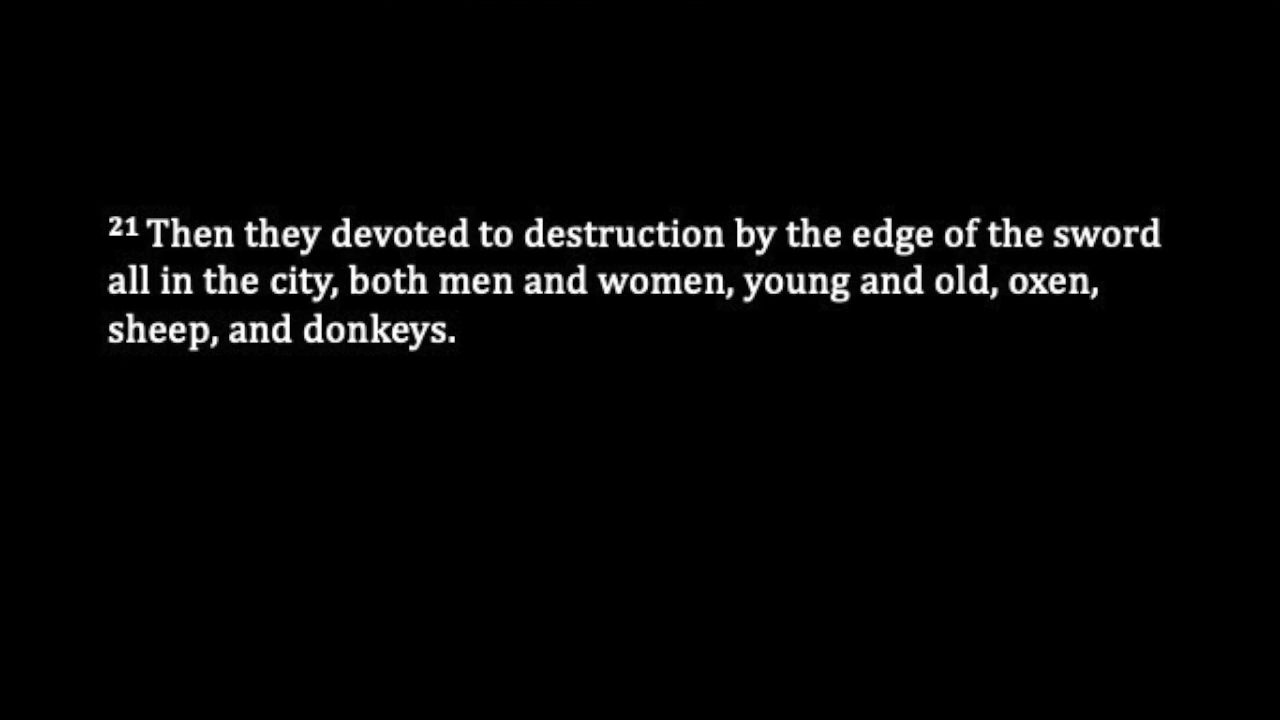 21 Then they devoted to destruction by the edge of the sword
all in the city, both men and women, young and old, oxen,
sheep, and donkeys.